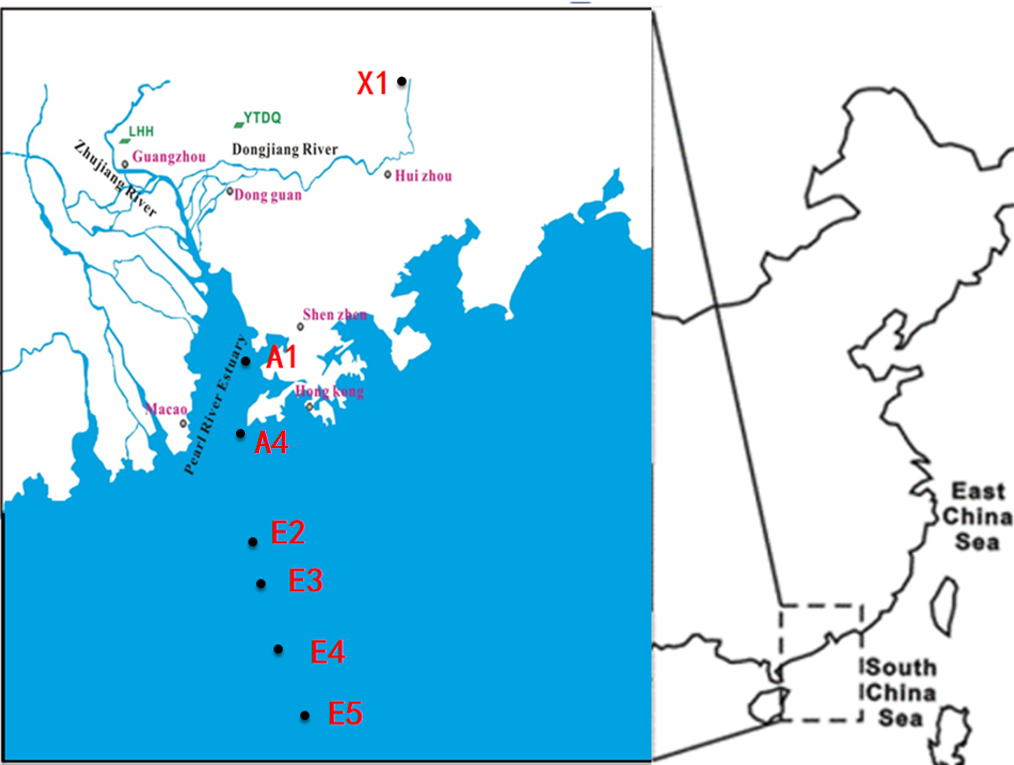 X1
YTDQ
LHH
Zhujiang River
Guangzhou
Dongjiang River
Hui zhou
Dong guan
Shen zhen
A1
Pearl River Estuary
Hong kong
Macao
A4
E2
E3
E4
E5
East
China
Sea
South
China
Sea